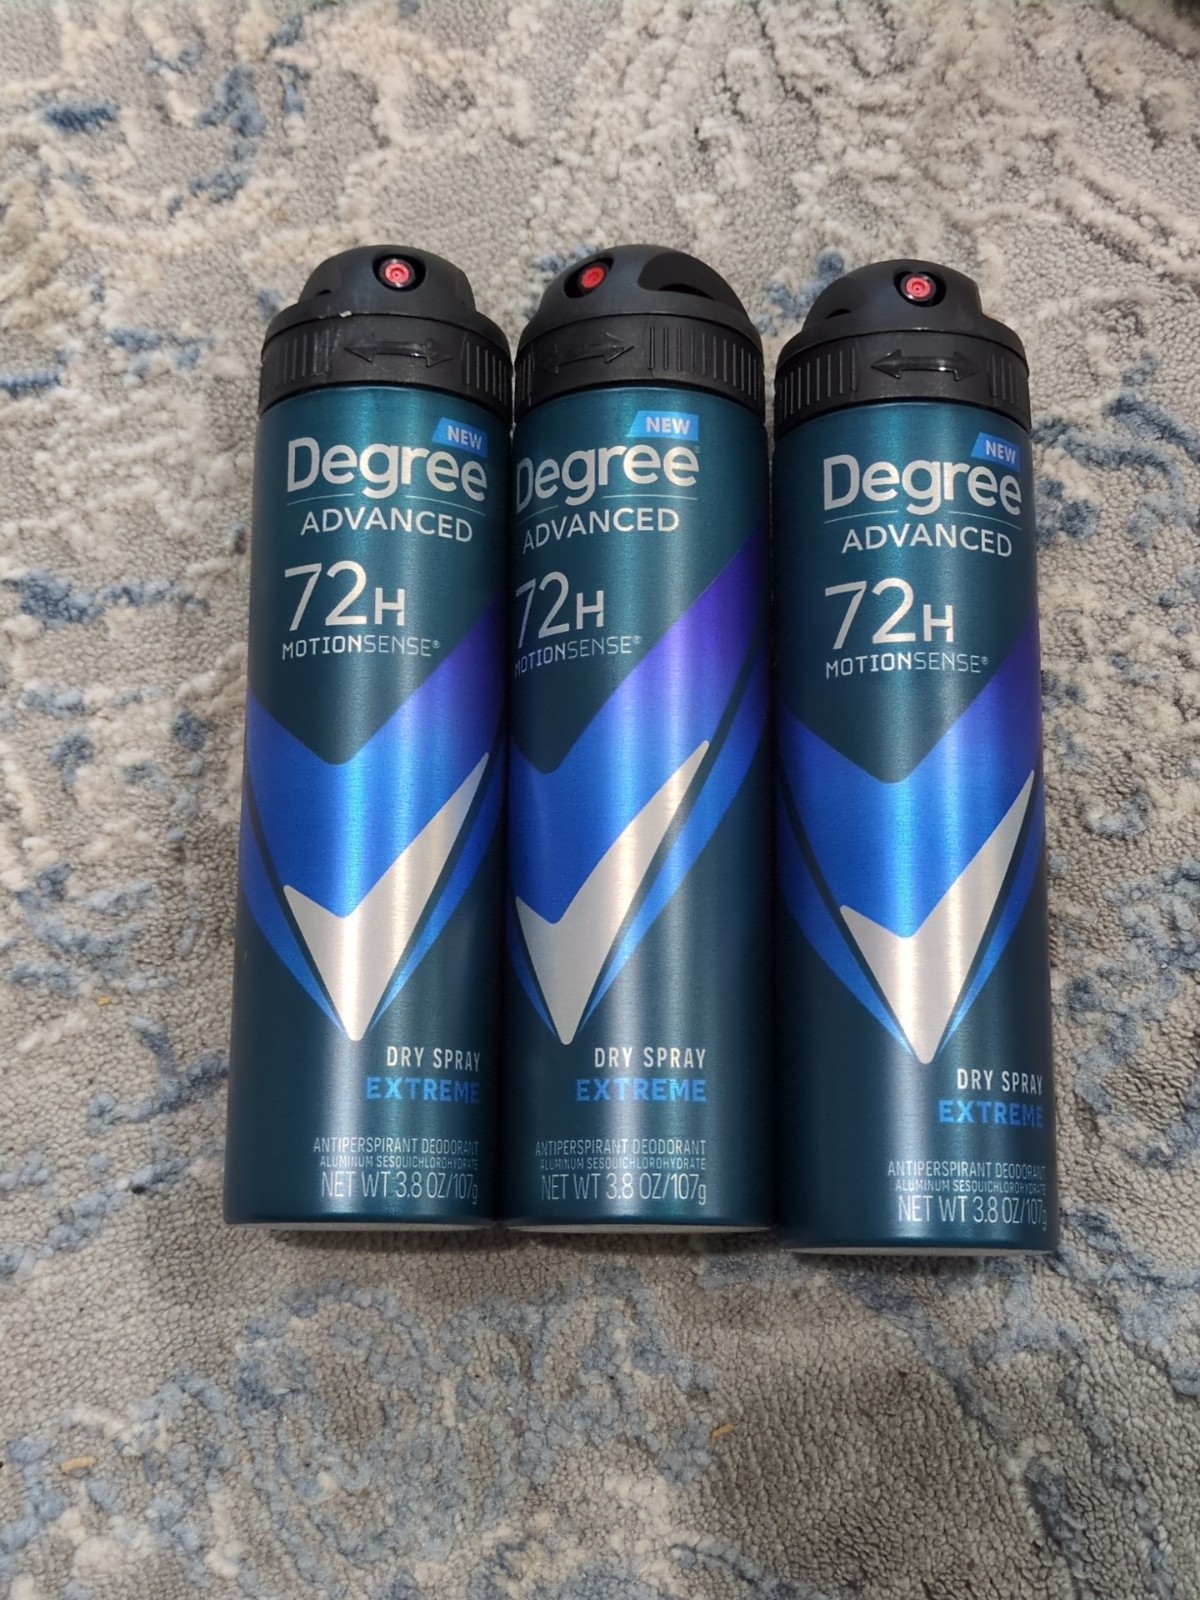 NEW
Degree
ADVANCED
72H
MOTIONSENSE®
DRY SPRAY
EXTREME
ANTIPERSPIRANT DEODORANT
ALUMINUM SESQUICHLOROHYDRATE
NET WT 3.8 OZ/107g
NEW
Degree
ADVANCED
72H
MOTIONSENSE®
DRY SPRAY
EXTREME
ANTIPERSPIRANT DEODORANT
ALUMINUM SESQUICHLOROHYDRATE
NET WT 3.8 OZ/107g
NEW
Degree
ADVANCED
72H
MOTIONSENSE®
DRY SPRAY
EXTREME
ANTIPERSPIRANT DEODORANT
ALUMINUM SESQUICHLOROHYDRATE
NET WT 3.8 OZ/107g